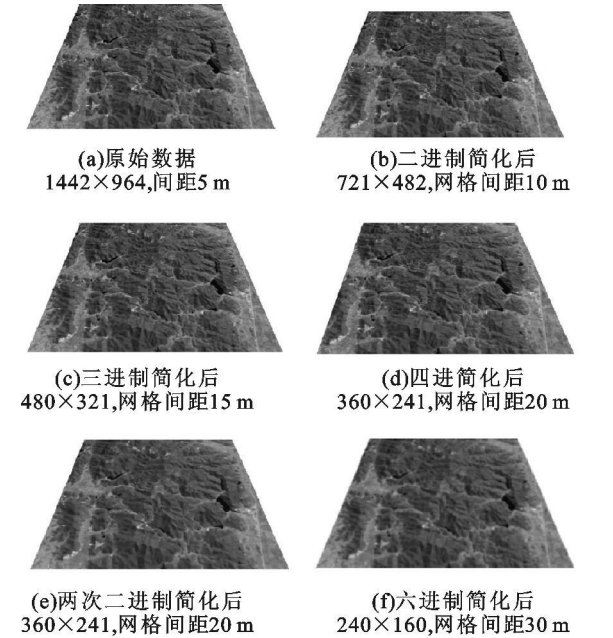 (a)原始数据
1442×964,间距5 m
(b)二进制简化后
721×482,网格间距10 m
(c)三进制简化后
480×321,网格间距15 m
(d)四进简化后
360×241,网格间距20 m
(e)两次二进制简化后
360×241,网格间距20 m
(f)六进制简化后
240×160,网格间距30 m